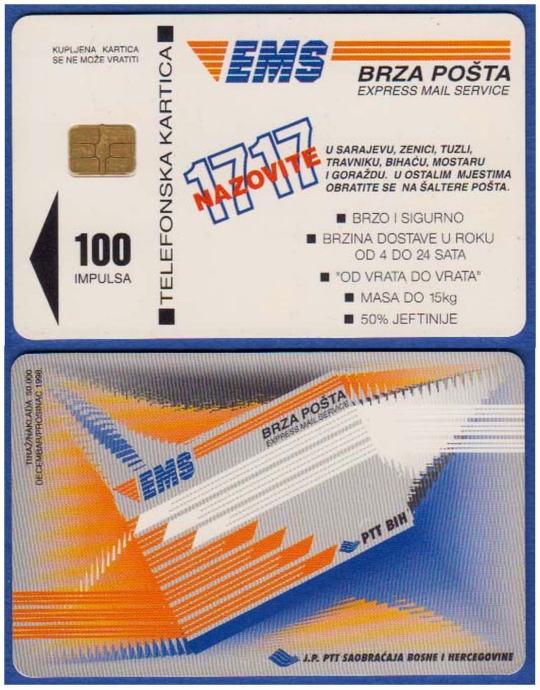 KUPLJENA KARTICA
SE NE MOŽE VRATITI
100
IMPULSA
TELEFONSKA KARTICA
EMS
BRZA POŠTA
EXPRESS MAIL SERVICE
1717
NAZOVITE
U SARAJEVU, ZENICI, TUZLI,
TRAVNIKU, BIHAĆU, MOSTARU
I GORAŽDU. U OSTALIM MJESTIMA
OBRATITE SE NA ŠALTERE POŠTA.
■ BRZO I SIGURNO
■ BRZINA DOSTAVE U ROKU
OD 4 DO 24 SATA
■ "OD VRATA DO VRATA"
■ MASA DO 15kg
■ 50% JEFTINIJE
TIRAŽ/NAKLADA 30.000
DECEMBAR/PROSINAC 1998.
EMS
BRZA POŠTA
EXPRESS MAIL SERVICE
PTT BIH
J.P. PTT SAOBRAĆAJA BOSNE I HERCEGOVINE